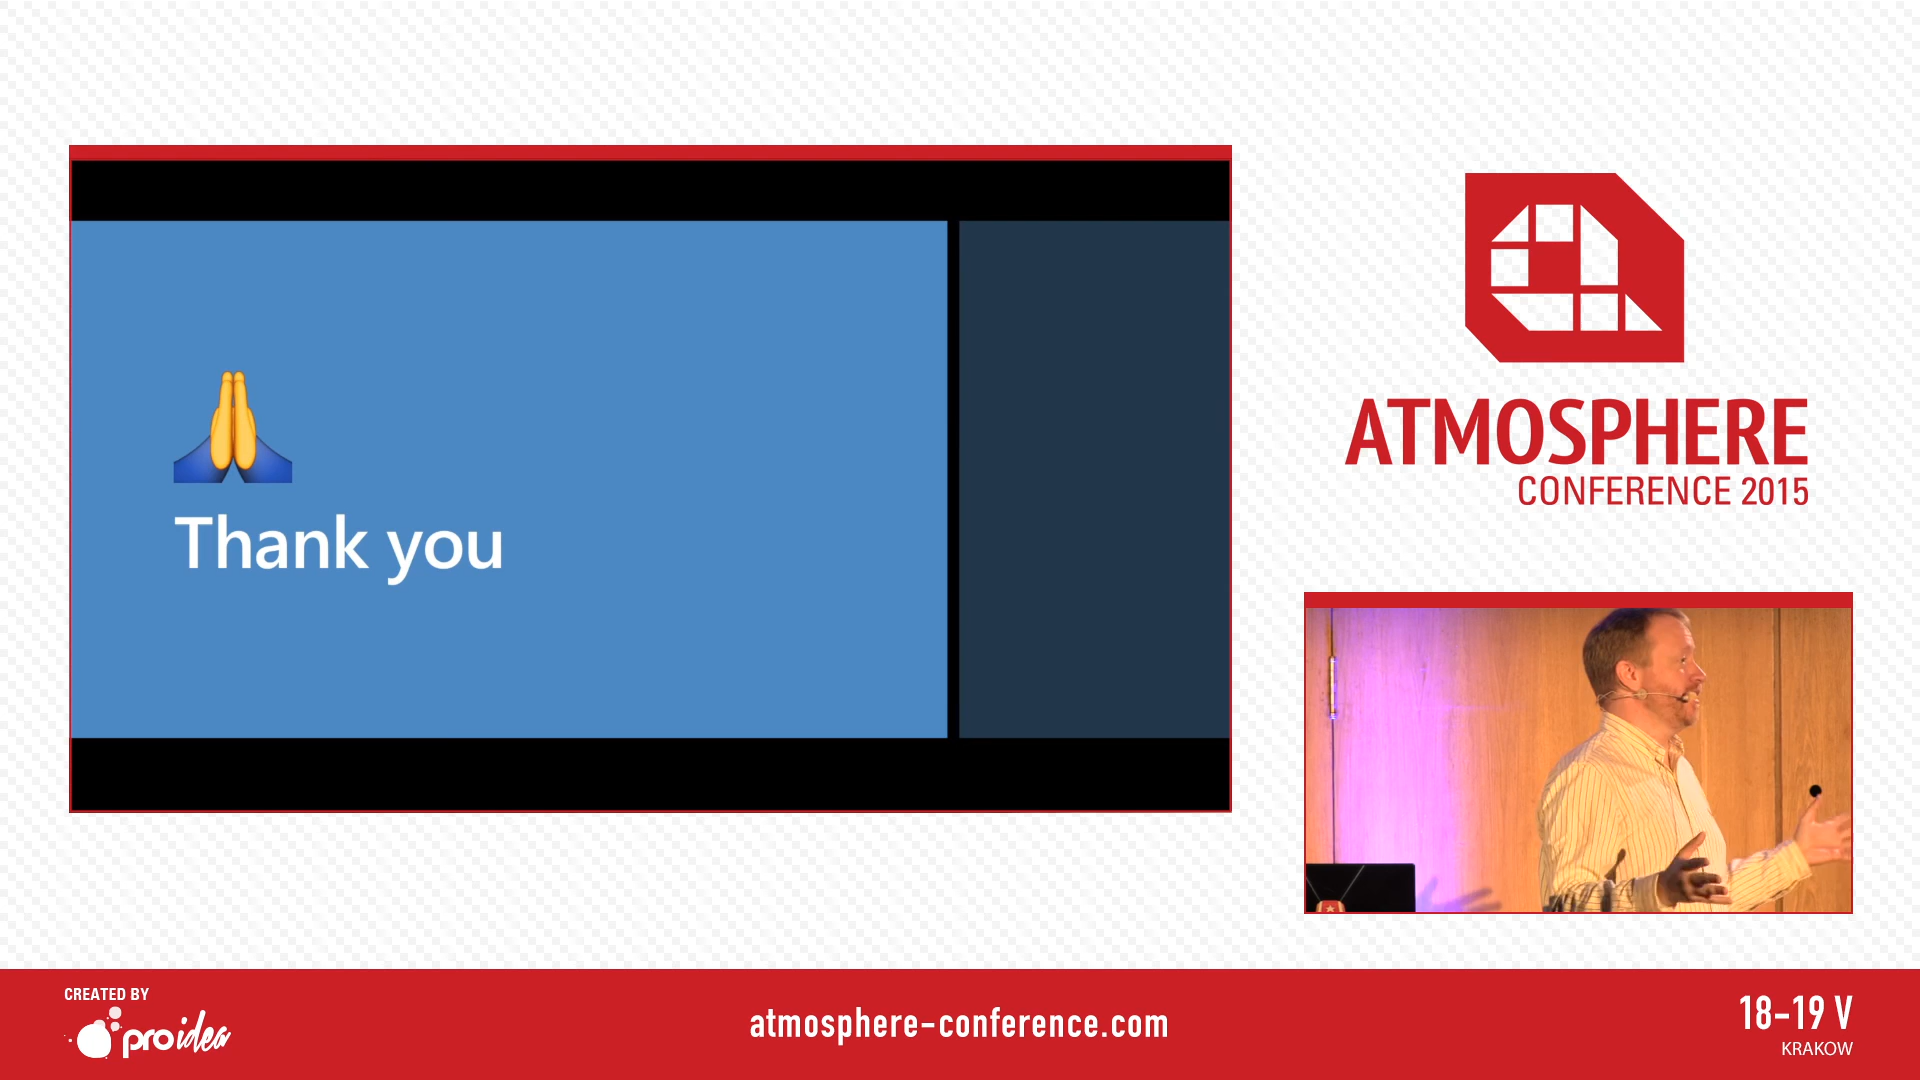 Thank you
ATMOSPHERE
CONFERENCE 2015
CREATED BY
proidea
atmosphere-conference.com
18-19 V
KRAKOW